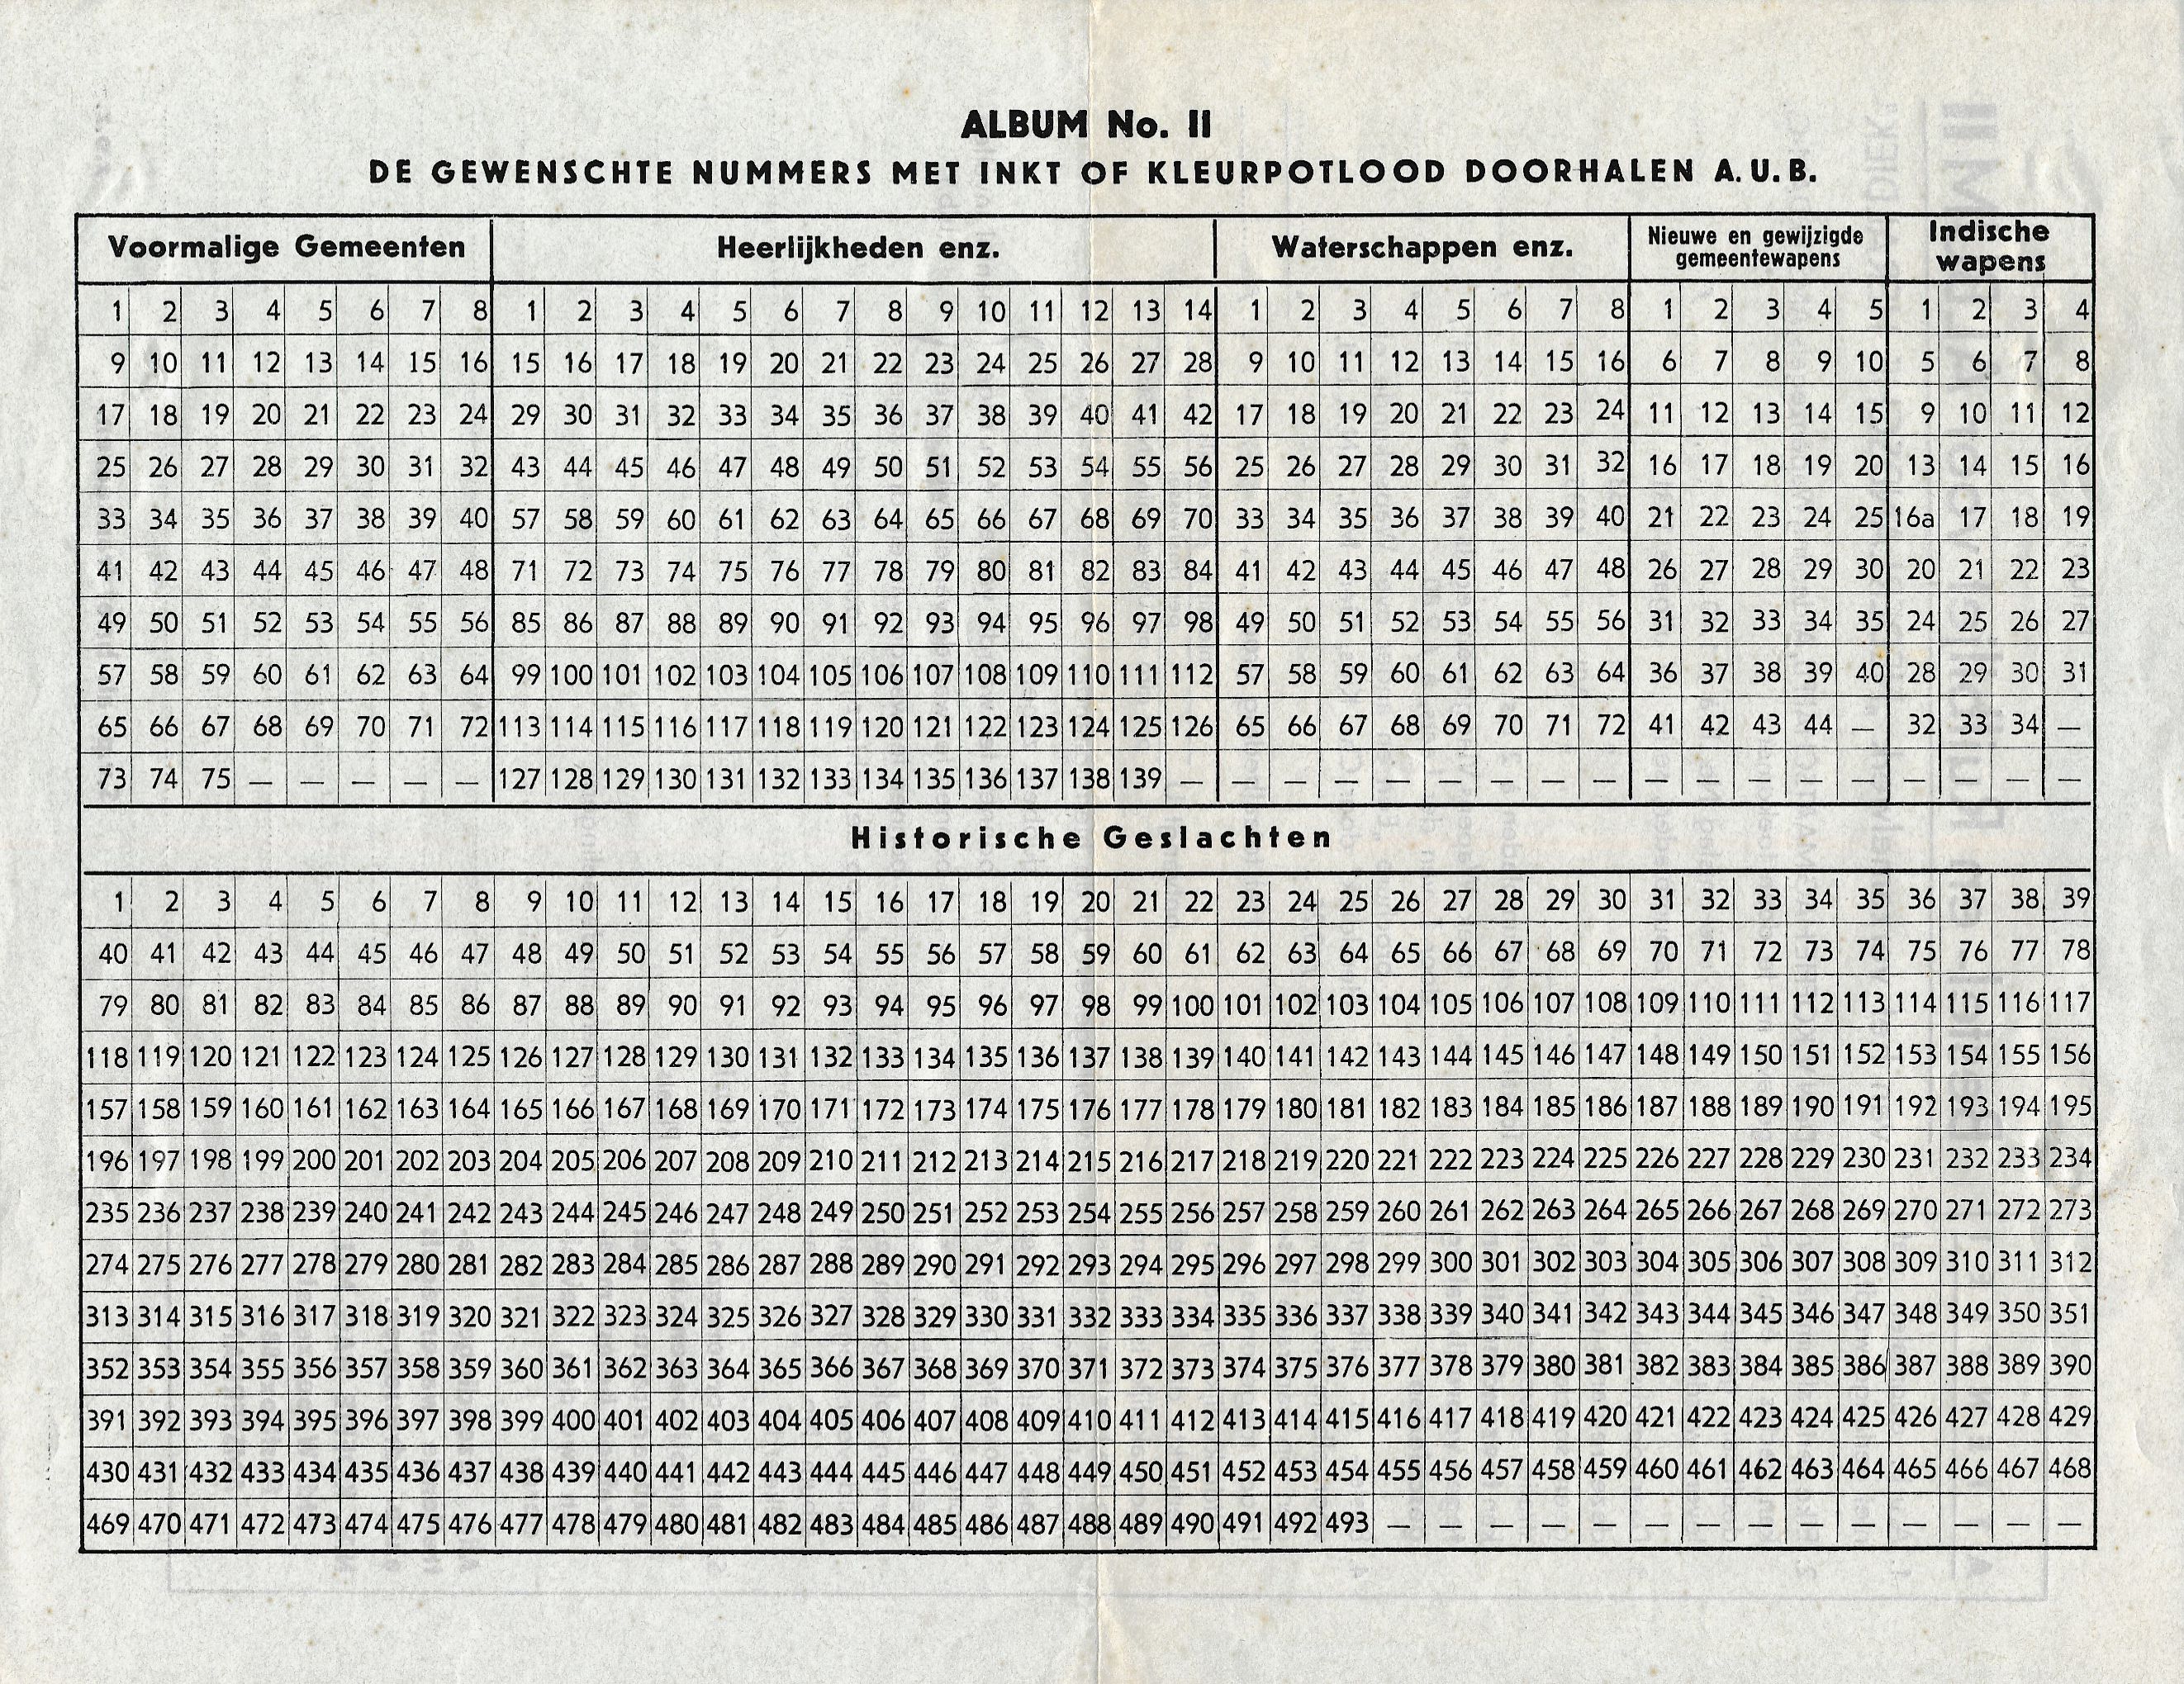 ALBUM No. II
DE GEWENSCHTE NUMMERS MET INKT OF KLEURPOTLOOD DOORHALEN A.U.B.
Voormalige Gemeenten Heerlijkheden enz. Waterschappen enz. Nieuwe en gewijzigde gemeentewapens Indische wapens
1 2 3 4 5 6 7 8 1 2 3 4 5 6 7 8 9 10 11 12 13 14 1 2 3 4 5 6 7 8 1 2 3 4 5 1 2 3 4
9 10 11 12 13 14 15 16 15 16 17 18 19 20 21 22 23 24 25 26 27 28 9 10 11 12 13 14 15 16 6 7 8 9 10 5 6 7 8
17 18 19 20 21 22 23 24 29 30 31 32 33 34 35 36 37 38 39 40 41 42 17 18 19 20 21 22 23 24 11 12 13 14 15 9 10 11 12
25 26 27 28 29 30 31 32 43 44 45 46 47 48 49 50 51 52 53 54 55 56 25 26 27 28 29 30 31 32 16 17 18 19 20 13 14 15 16
33 34 35 36 37 38 39 40 57 58 59 60 61 62 63 64 65 66 67 68 69 70 33 34 35 36 37 38 39 40 21 22 23 24 25 16a 17 18 19
41 42 43 44 45 46 47 48 71 72 73 74 75 76 77 78 79 80 81 82 83 84 41 42 43 44 45 46 47 48 26 27 28 29 30 20 21 22 23
49 50 51 52 53 54 55 56 85 86 87 88 89 90 91 92 93 94 95 96 97 98 49 50 51 52 53 54 55 56 31 32 33 34 35 24 25 26 27
57 58 59 60 61 62 63 64 99 100 101 102 103 104 105 106 107 108 109 110 111 112 57 58 59 60 61 62 63 64 36 37 38 39 40 28 29 30 31
65 66 67 68 69 70 71 72 113 114 115 116 117 118 119 120 121 122 123 124 125 126 65 66 67 68 69 70 71 72 41 42 43 44 — 32 33 34 —
73 74 75 — — — — — 127 128 129 130 131 132 133 134 135 136 137 138 139 — — — — — — — — — — — — — — — — — —
Historische Geslachten
1 2 3 4 5 6 7 8 9 10 11 12 13 14 15 16 17 18 19 20 21 22 23 24 25 26 27 28 29 30 31 32 33 34 35 36 37 38 39
40 41 42 43 44 45 46 47 48 49 50 51 52 53 54 55 56 57 58 59 60 61 62 63 64 65 66 67 68 69 70 71 72 73 74 75 76 77 78
79 80 81 82 83 84 85 86 87 88 89 90 91 92 93 94 95 96 97 98 99 100 101 102 103 104 105 106 107 108 109 110 111 112 113 114 115 116 117
118 119 120 121 122 123 124 125 126 127 128 129 130 131 132 133 134 135 136 137 138 139 140 141 142 143 144 145 146 147 148 149 150 151 152 153 154 155 156
157 158 159 160 161 162 163 164 165 166 167 168 169 170 171 172 173 174 175 176 177 178 179 180 181 182 183 184 185 186 187 188 189 190 191 192 193 194 195
196 197 198 199 200 201 202 203 204 205 206 207 208 209 210 211 212 213 214 215 216 217 218 219 220 221 222 223 224 225 226 227 228 229 230 231 232 233 234
235 236 237 238 239 240 241 242 243 244 245 246 247 248 249 250 251 252 253 254 255 256 257 258 259 260 261 262 263 264 265 266 267 268 269 270 271 272 273
274 275 276 277 278 279 280 281 282 283 284 285 286 287 288 289 290 291 292 293 294 295 296 297 298 299 300 301 302 303 304 305 306 307 308 309 310 311 312
313 314 315 316 317 318 319 320 321 322 323 324 325 326 327 328 329 330 331 332 333 334 335 336 337 338 339 340 341 342 343 344 345 346 347 348 349 350 351
352 353 354 355 356 357 358 359 360 361 362 363 364 365 366 367 368 369 370 371 372 373 374 375 376 377 378 379 380 381 382 383 384 385 386 387 388 389 390
391 392 393 394 395 396 397 398 399 400 401 402 403 404 405 406 407 408 409 410 411 412 413 414 415 416 417 418 419 420 421 422 423 424 425 426 427 428 429
430 431 432 433 434 435 436 437 438 439 440 441 442 443 444 445 446 447 448 449 450 451 452 453 454 455 456 457 458 459 460 461 462 463 464 465 466 467 468
469 470 471 472 473 474 475 476 477 478 479 480 481 482 483 484 485 486 487 488 489 490 491 492 493 — — — — — — — — — — — — — —